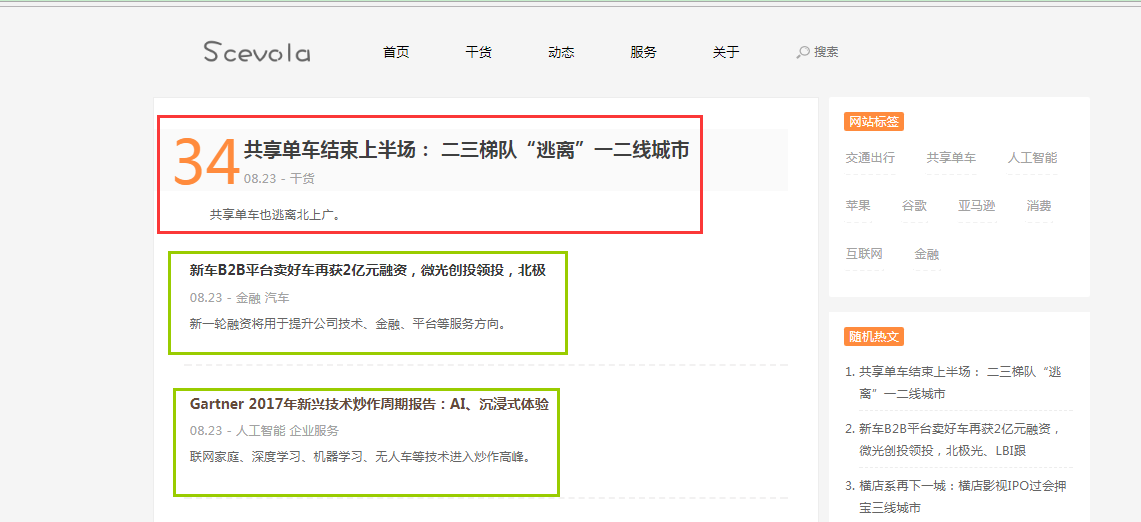 Scevola 首页 干货 动态 服务 关于 搜索
34 共享单车结束上半场： 二三梯队“逃离”一二线城市
08.23 - 干货
共享单车也逃离北上广。
新车B2B平台卖好车再获2亿元融资，微光创投领投，北极
08.23 - 金融 汽车
新一轮融资将用于提升公司技术、金融、平台等服务方向。
Gartner 2017年新兴技术炒作周期报告：AI、沉浸式体验
08.23 - 人工智能 企业服务
联网家庭、深度学习、机器学习、无人车等技术进入炒作高峰。
网站标签
交通出行 共享单车 人工智能
苹果 谷歌 亚马逊 消费
互联网 金融
随机热文
1. 共享单车结束上半场： 二三梯队“逃
离”一二线城市
2. 新车B2B平台卖好车再获2亿元融资，
微光创投领投，北极光、LBI跟
3. 横店系再下一城：横店影视IPO过会押
宝三线城市